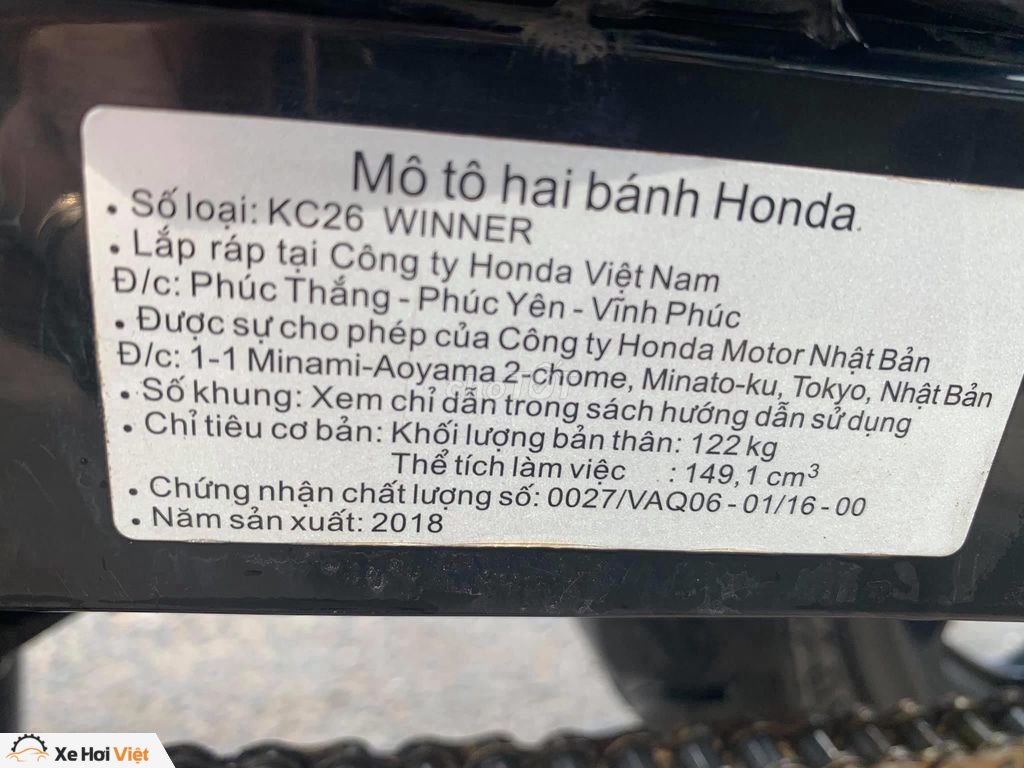 Mô tô hai bánh Honda.
• Số loại: KC26 WINNER
• Lắp ráp tại Công ty Honda Việt Nam
Đ/c: Phúc Thắng - Phúc Yên - Vĩnh Phúc
• Được sự cho phép của Công ty Honda Motor Nhật Bản
Đ/c: 1-1 Minami-Aoyama 2-chome, Minato-ku, Tokyo, Nhật Bản
• Số khung: Xem chỉ dẫn trong sách hướng dẫn sử dụng
• Chỉ tiêu cơ bản: Khối lượng bản thân: 122 kg
Thể tích làm việc : 149,1 cm³
• Chứng nhận chất lượng số: 0027/VAQ06 - 01/16 - 00
• Năm sản xuất: 2018
Xe Hơi Việt